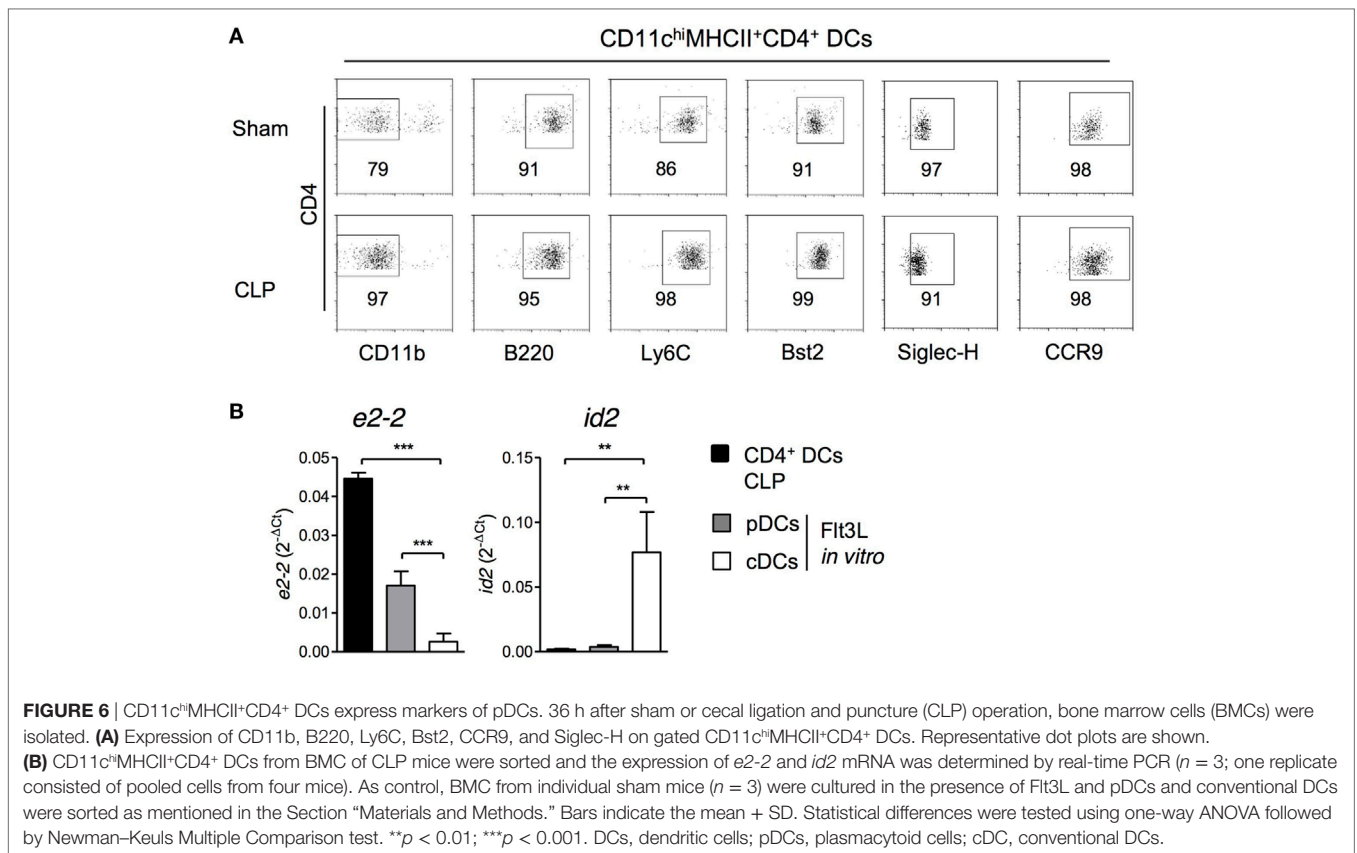 A
CD11c^hiMHCII+CD4+ DCs
Sham
CD4
79
91
86
91
97
98
CLP
97
95
98
99
91
98
CD11b
B220
Ly6C
Bst2
Siglec-H
CCR9
B
e2-2
id2
e2-2 (2^-ΔCt)
0.05
0.04
0.03
0.02
0.01
0.00
***
***
id2 (2^-ΔCt)
0.15
0.10
0.05
0.00
**
**
CD4+ DCs
CLP
pDCs
cDCs
Flt3L
in vitro
FIGURE 6 | CD11c^hiMHCII+CD4+ DCs express markers of pDCs. 36 h after sham or cecal ligation and puncture (CLP) operation, bone marrow cells (BMCs) were
isolated. (A) Expression of CD11b, B220, Ly6C, Bst2, CCR9, and Siglec-H on gated CD11c^hiMHCII+CD4+ DCs. Representative dot plots are shown.
(B) CD11c^hiMHCII+CD4+ DCs from BMC of CLP mice were sorted and the expression of e2-2 and id2 mRNA was determined by real-time PCR (n = 3; one replicate
consisted of pooled cells from four mice). As control, BMC from individual sham mice (n = 3) were cultured in the presence of Flt3L and pDCs and conventional DCs
were sorted as mentioned in the Section “Materials and Methods.” Bars indicate the mean + SD. Statistical differences were tested using one-way ANOVA followed
by Newman–Keuls Multiple Comparison test. **p < 0.01; ***p < 0.001. DCs, dendritic cells; pDCs, plasmacytoid cells; cDC, conventional DCs.